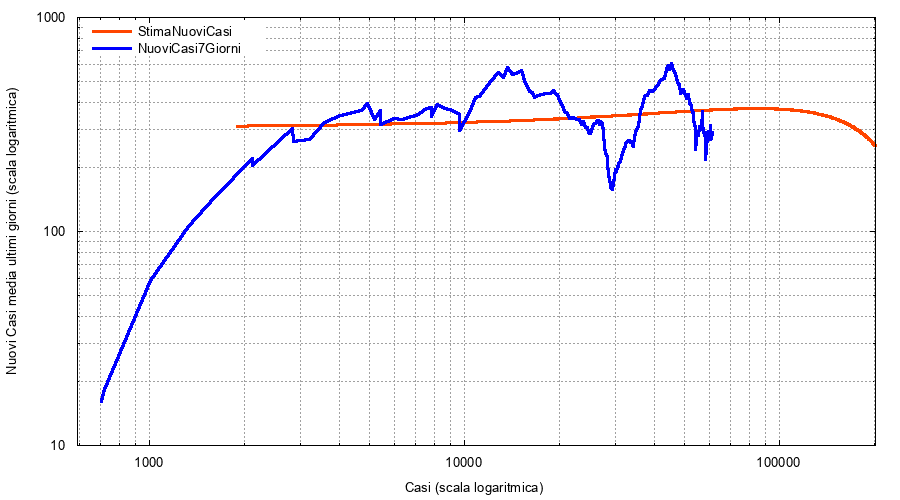 1000
StimaNuoviCasi
NuoviCasi7Giorni
100
10
Nuovi Casi media ultimi giorni (scala logaritmica)
1000
10000
100000
Casi (scala logaritmica)